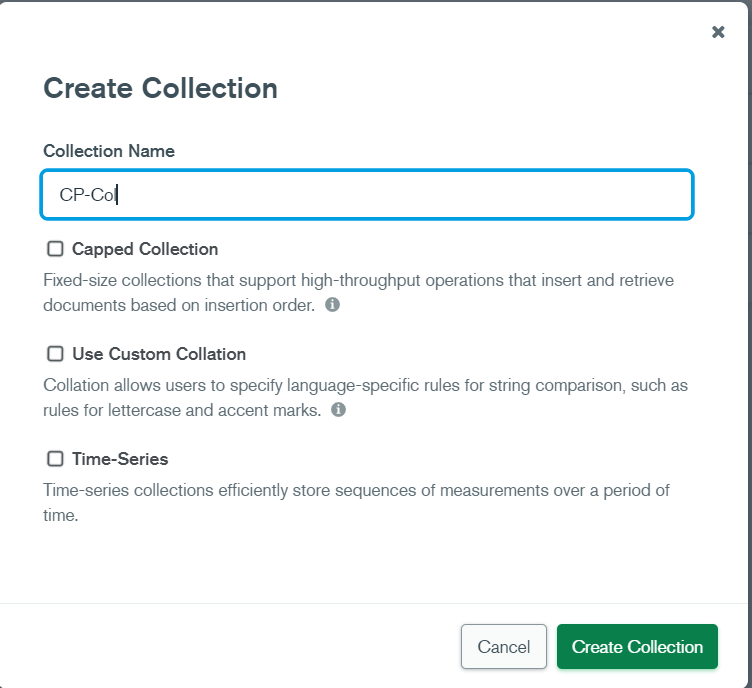 Create Collection
Collection Name
CP-Col
Capped Collection
Fixed-size collections that support high-throughput operations that insert and retrieve
documents based on insertion order.
Use Custom Collation
Collation allows users to specify language-specific rules for string comparison, such as
rules for lettercase and accent marks.
Time-Series
Time-series collections efficiently store sequences of measurements over a period of
time.
Cancel
Create Collection